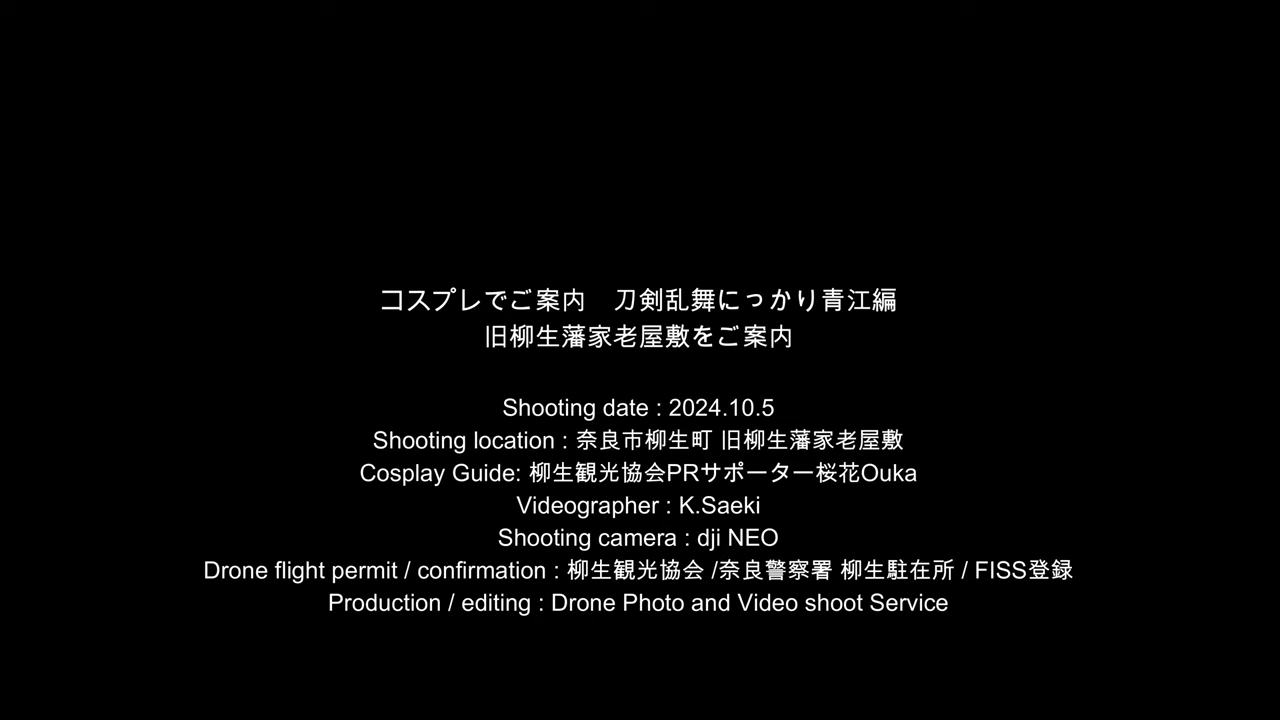 コスプレでご案内　刀剣乱舞にっかり青江編
旧柳生藩家老屋敷をご案内
Shooting date : 2024.10.5
Shooting location : 奈良市柳生町 旧柳生藩家老屋敷
Cosplay Guide: 柳生観光協会PRサポーター桜花Ouka
Videographer : K.Saeki
Shooting camera : dji NEO
Drone flight permit / confirmation : 柳生観光協会 /奈良警察署 柳生駐在所 / FISS登録
Production / editing : Drone Photo and Video shoot Service